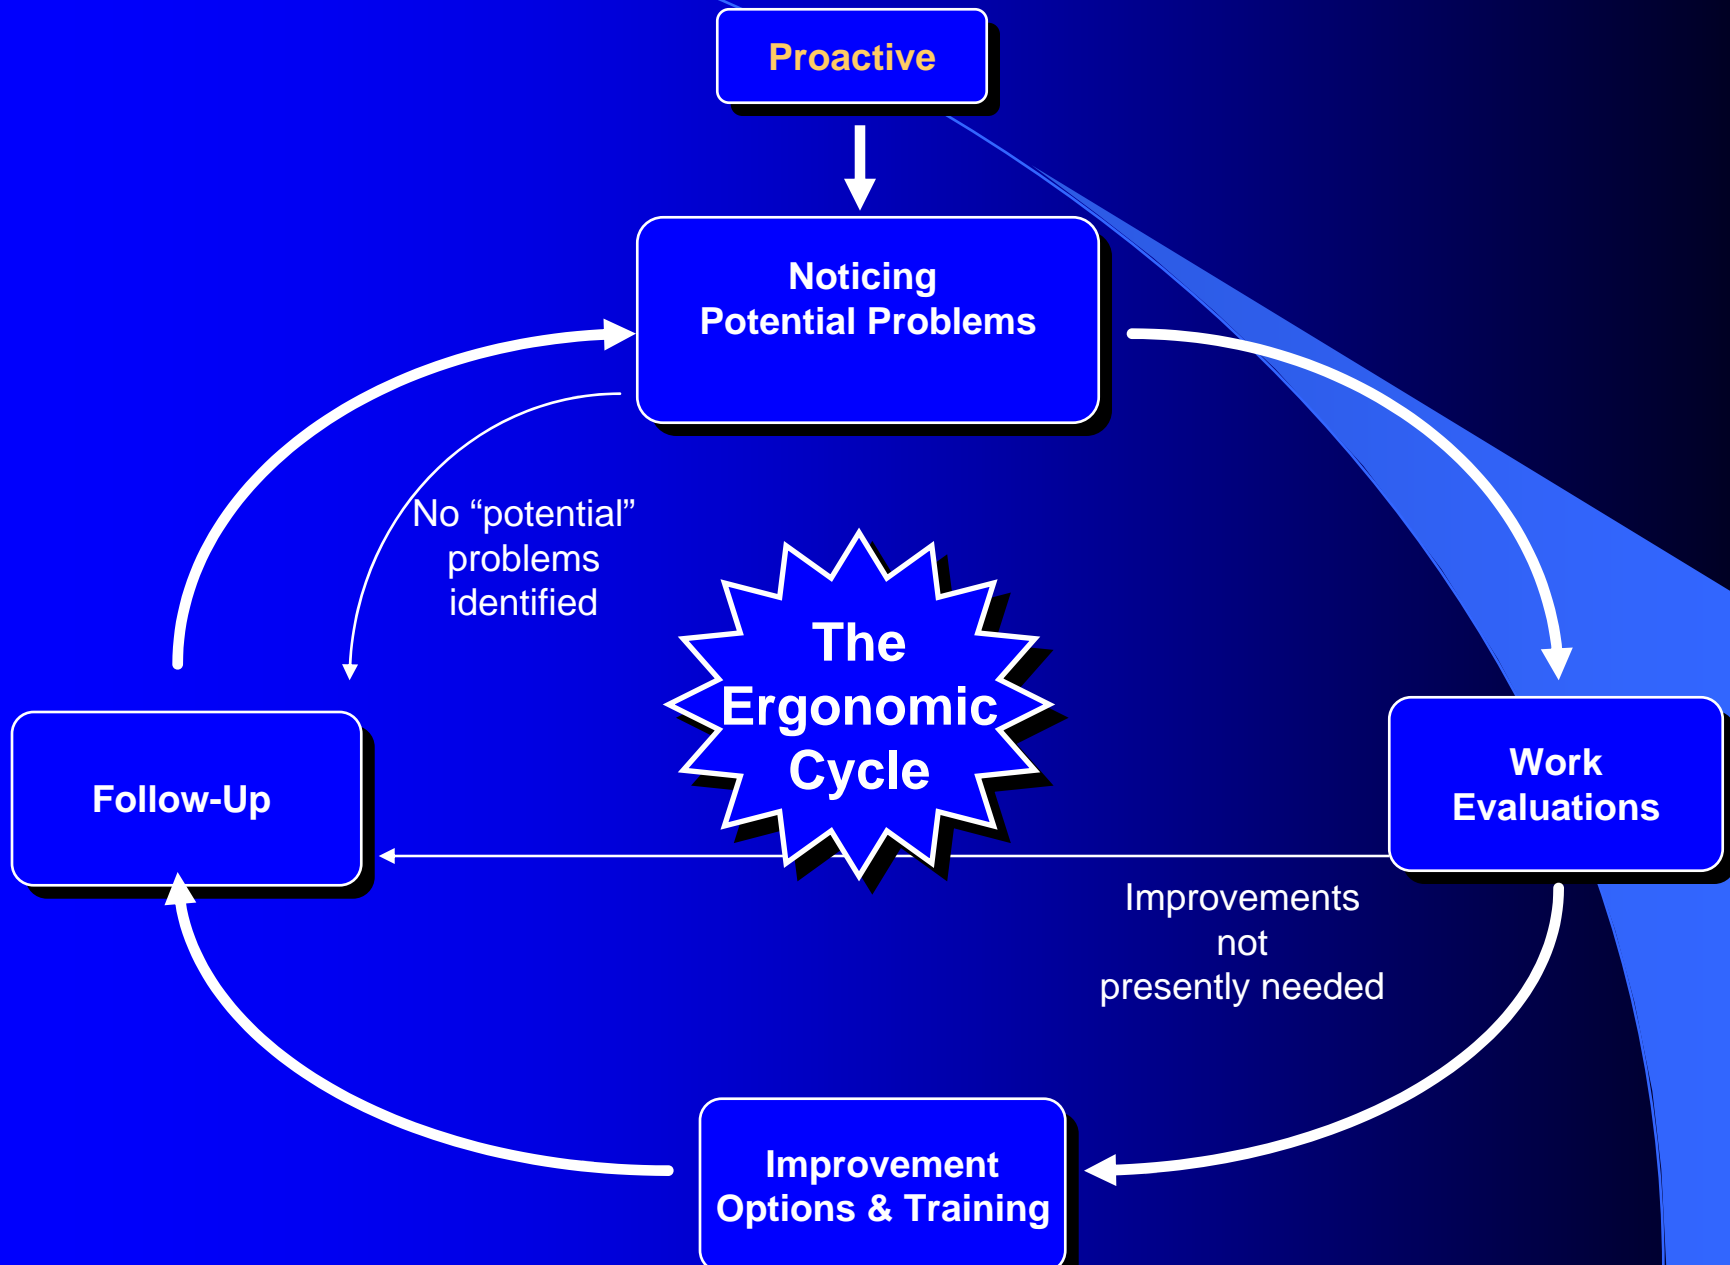 Proactive
Noticing
Potential Problems
No “potential”
problems
identified
The
Ergonomic
Cycle
Work
Evaluations
Follow-Up
Improvements
not
presently needed
Improvement
Options & Training